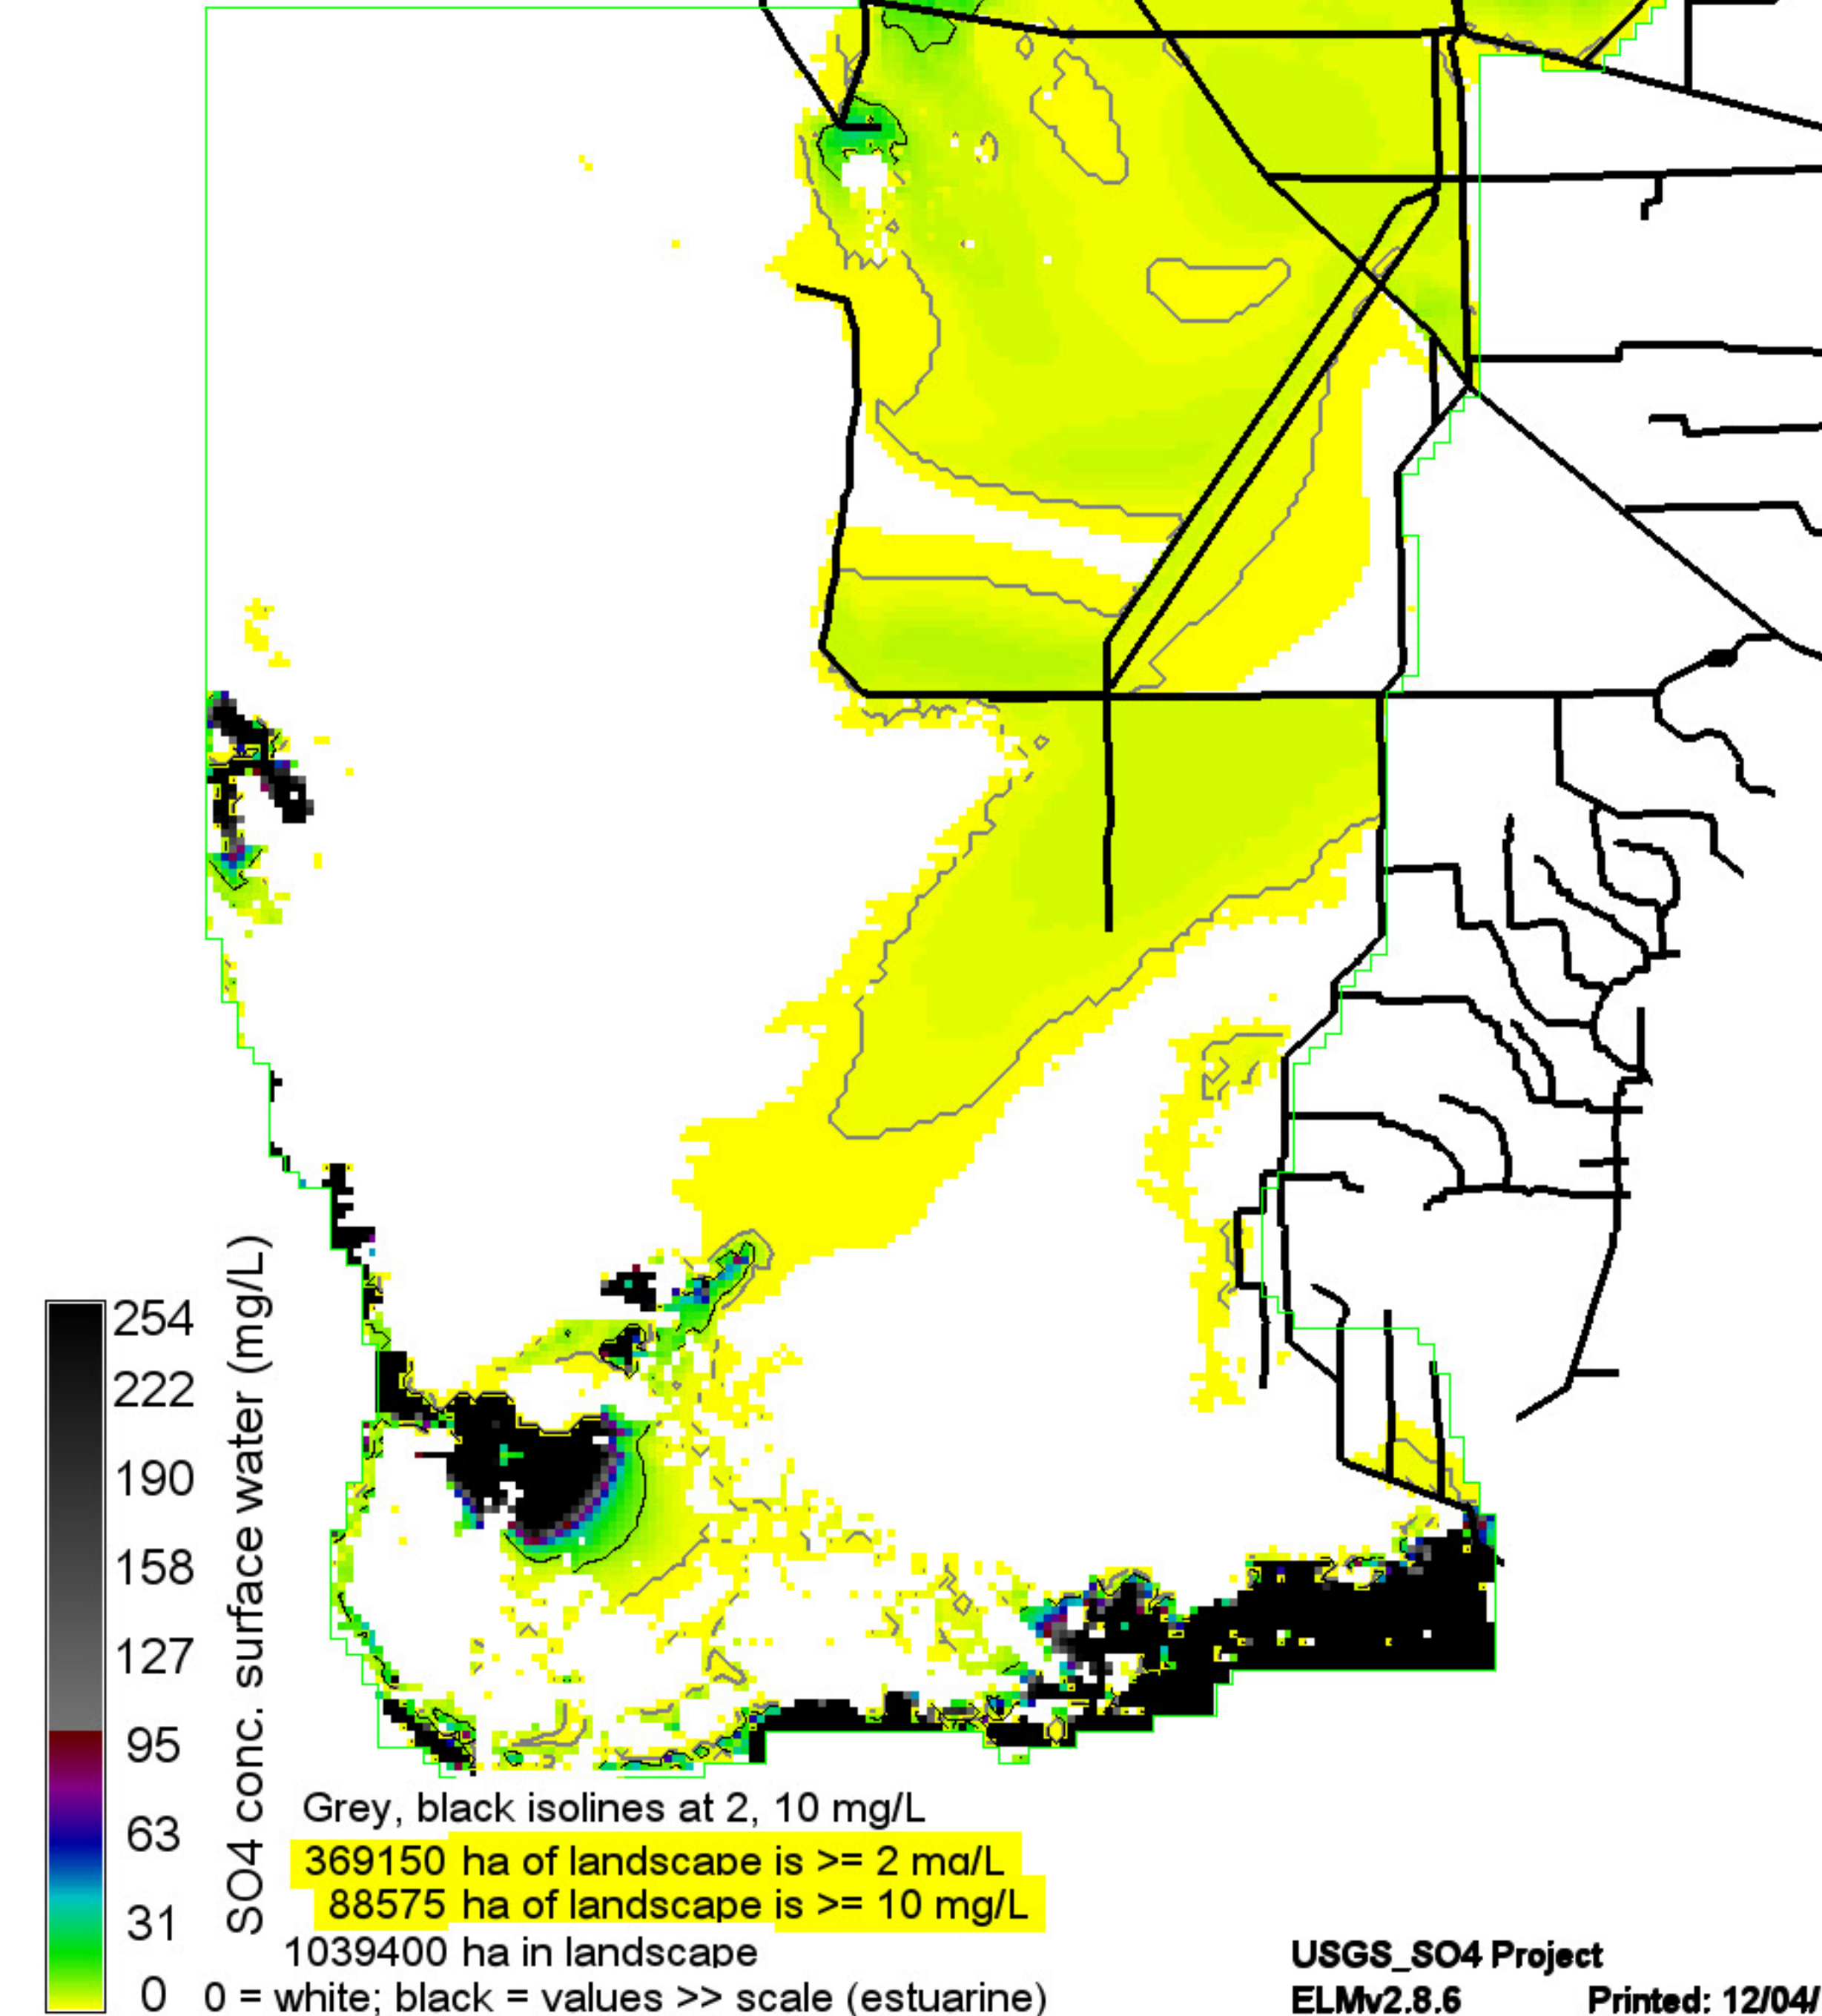 254
222
190
158
127
95
63
31
0
SO4 conc. surface water (mg/L)
Grey, black isolines at 2, 10 mg/L
369150 ha of landscape is >= 2 mg/L
88575 ha of landscape is >= 10 mg/L
1039400 ha in landscape
0 = white; black = values >> scale (estuarine)
USGS_SO4 Project
ELMv2.8.6 Printed: 12/04/